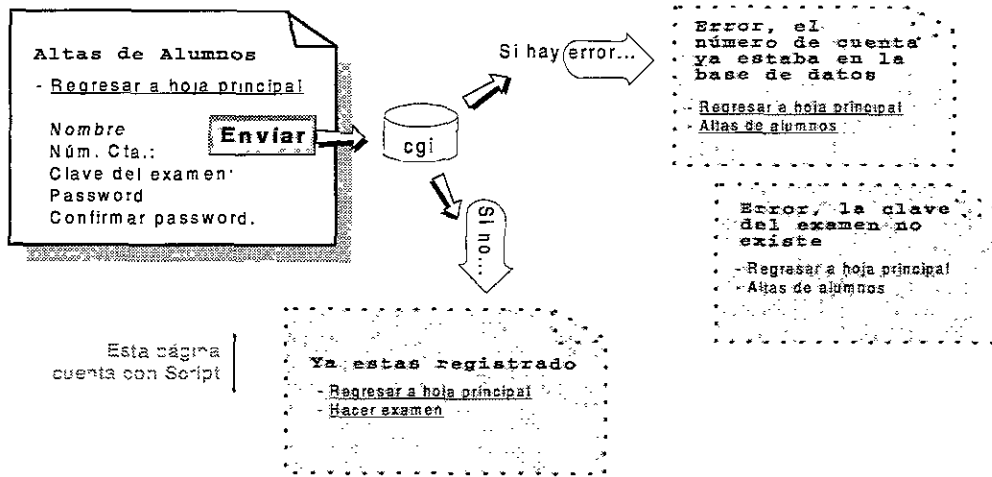 Altas de Alumnos
- Regresar a hoja principal
Nombre
Núm. Cta.:
Clave del examen:
Password
Confirmar password.
Envíar
cgi
Si hay error...
Si no...
Error, el
número de cuenta
ya estaba en la
base de datos
- Regresar a hoja principal
- Altas de alumnos
Error, la clave
del examen no
existe
- Regresar a hoja principal
- Altas de alumnos
Esta página
cuenta con Script
Ya estas registrado
- Regresar a hoja principal
- Hacer examen